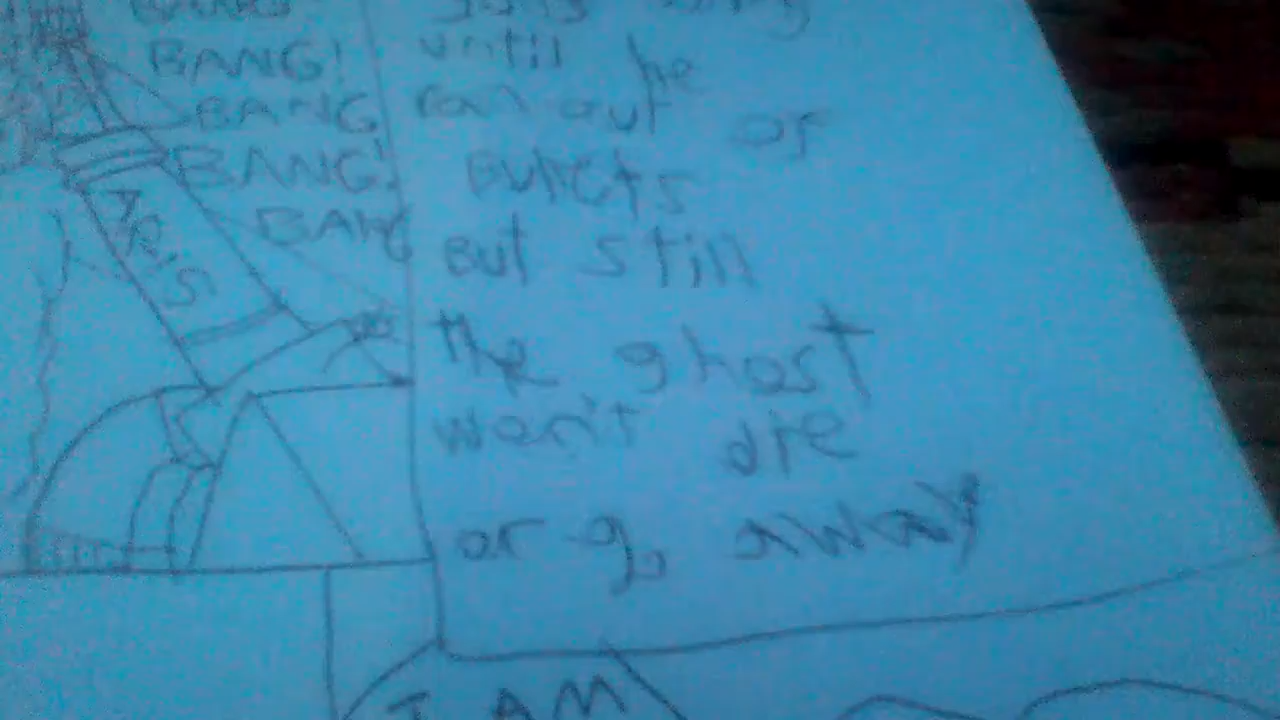 BANG!
BANG
BANG!
BANG
until he
ran out of
Bullets
But still
the ghost
won't die
or go away
I AM